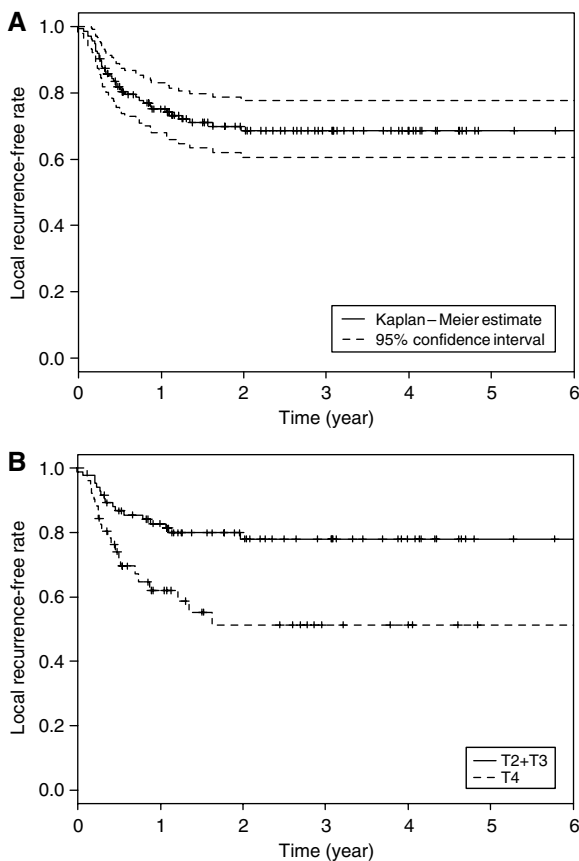 A
Local recurrence-free rate
1.0
0.8
0.6
0.4
0.2
0.0
Kaplan–Meier estimate
95% confidence interval
0 1 2 3 4 5 6
Time (year)
B
Local recurrence-free rate
1.0
0.8
0.6
0.4
0.2
0.0
T2+T3
T4
0 1 2 3 4 5 6
Time (year)